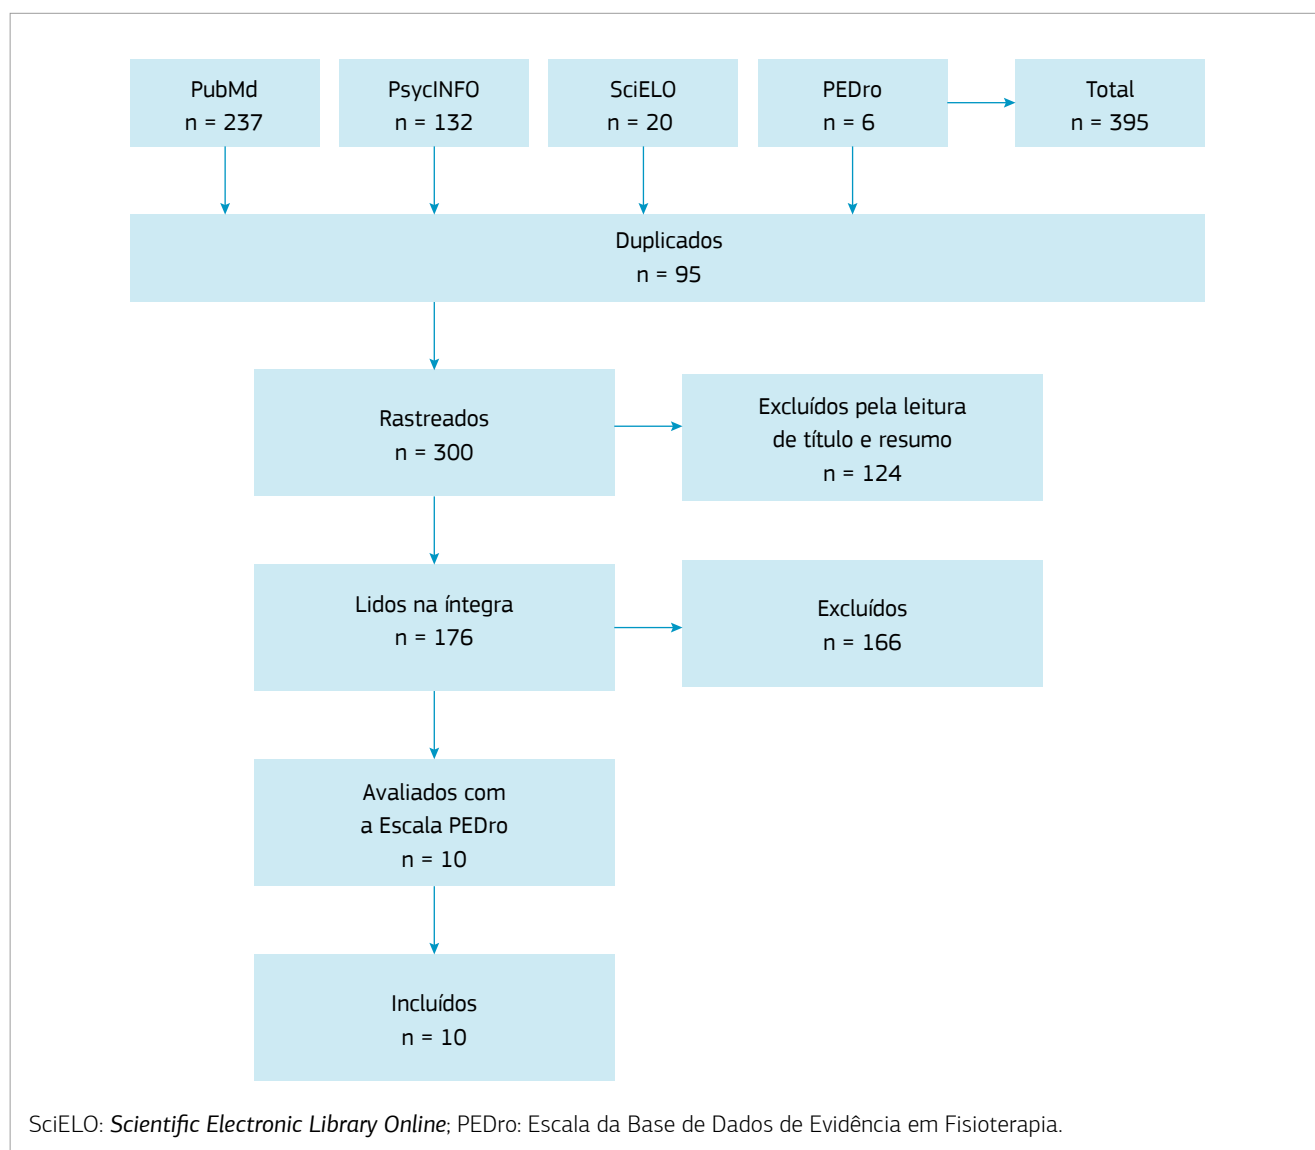 PubMd
n = 237
PsycINFO
n = 132
SciELO
n = 20
PEDro
n = 6
Total
n = 395
Duplicados
n = 95
Rastreados
n = 300
Excluídos pela leitura
de título e resumo
n = 124
Lidos na íntegra
n = 176
Excluídos
n = 166
Avaliados com
a Escala PEDro
n = 10
Incluídos
n = 10
SciELO: Scientific Electronic Library Online; PEDro: Escala da Base de Dados de Evidência em Fisioterapia.